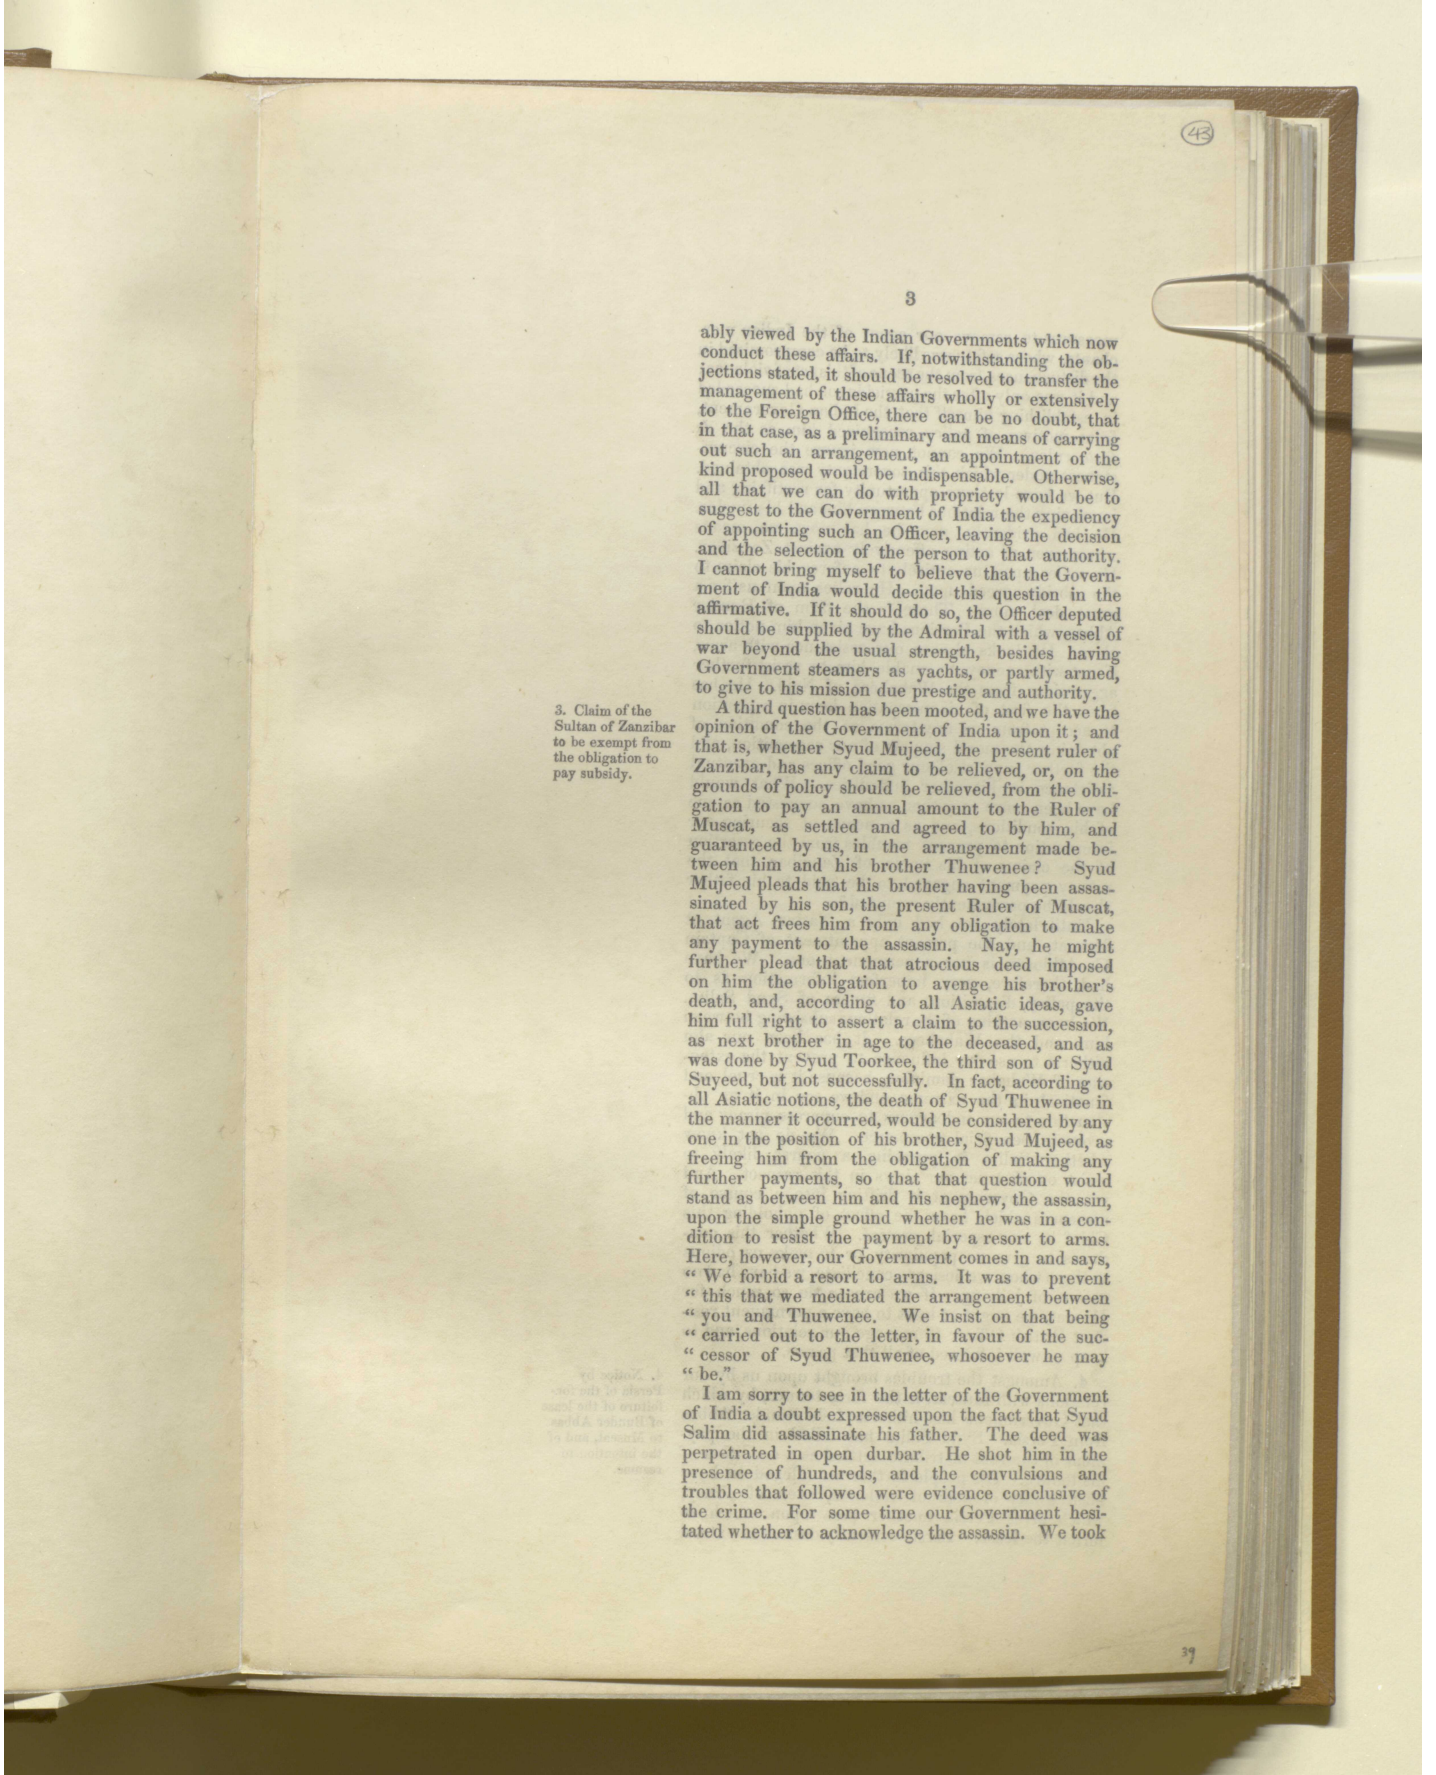 43
3
ably viewed by the Indian Governments which now
conduct these affairs. If, notwithstanding the ob-
jections stated, it should be resolved to transfer the
management of these affairs wholly or extensively
to the Foreign Office, there can be no doubt, that
in that case, as a preliminary and means of carrying
out such an arrangement, an appointment of the
kind proposed would be indispensable. Otherwise,
all that we can do with propriety would be to
suggest to the Government of India the expediency
of appointing such an Officer, leaving the decision
and the selection of the person to that authority.
I cannot bring myself to believe that the Govern-
ment of India would decide this question in the
affirmative. If it should do so, the Officer deputed
should be supplied by the Admiral with a vessel of
war beyond the usual strength, besides having
Government steamers as yachts, or partly armed,
to give to his mission due prestige and authority.
3. Claim of the
Sultan of Zanzibar
to be exempt from
the obligation to
pay subsidy.
A third question has been mooted, and we have the
opinion of the Government of India upon it; and
that is, whether Syud Mujeed, the present ruler of
Zanzibar, has any claim to be relieved, or, on the
grounds of policy should be relieved, from the obli-
gation to pay an annual amount to the Ruler of
Muscat, as settled and agreed to by him, and
guaranteed by us, in the arrangement made be-
tween him and his brother Thuwenee? Syud
Mujeed pleads that his brother having been assas-
sinated by his son, the present Ruler of Muscat,
that act frees him from any obligation to make
any payment to the assassin. Nay, he might
further plead that that atrocious deed imposed
on him the obligation to avenge his brother's
death, and, according to all Asiatic ideas, gave
him full right to assert a claim to the succession,
as next brother in age to the deceased, and as
was done by Syud Toorkee, the third son of Syud
Suyeed, but not successfully. In fact, according to
all Asiatic notions, the death of Syud Thuwenee in
the manner it occurred, would be considered by any
one in the position of his brother, Syud Mujeed, as
freeing him from the obligation of making any
further payments, so that that question would
stand as between him and his nephew, the assassin,
upon the simple ground whether he was in a con-
dition to resist the payment by a resort to arms.
Here, however, our Government comes in and says,
“ We forbid a resort to arms. It was to prevent
“ this that we mediated the arrangement between
“ you and Thuwenee. We insist on that being
“ carried out to the letter, in favour of the suc-
“ cessor of Syud Thuwenee, whosoever he may
“ be.”
I am sorry to see in the letter of the Government
of India a doubt expressed upon the fact that Syud
Salim did assassinate his father. The deed was
perpetrated in open durbar. He shot him in the
presence of hundreds, and the convulsions and
troubles that followed were evidence conclusive of
the crime. For some time our Government hesi-
tated whether to acknowledge the assassin. We took
39